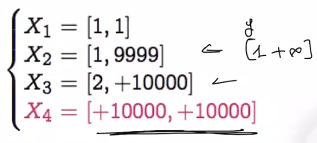 X₁ = [1, 1]
X₂ = [1, 9999] ⇐ [1 +∞]
X₃ = [2, +10000] ←
X₄ = [+10000, +10000]